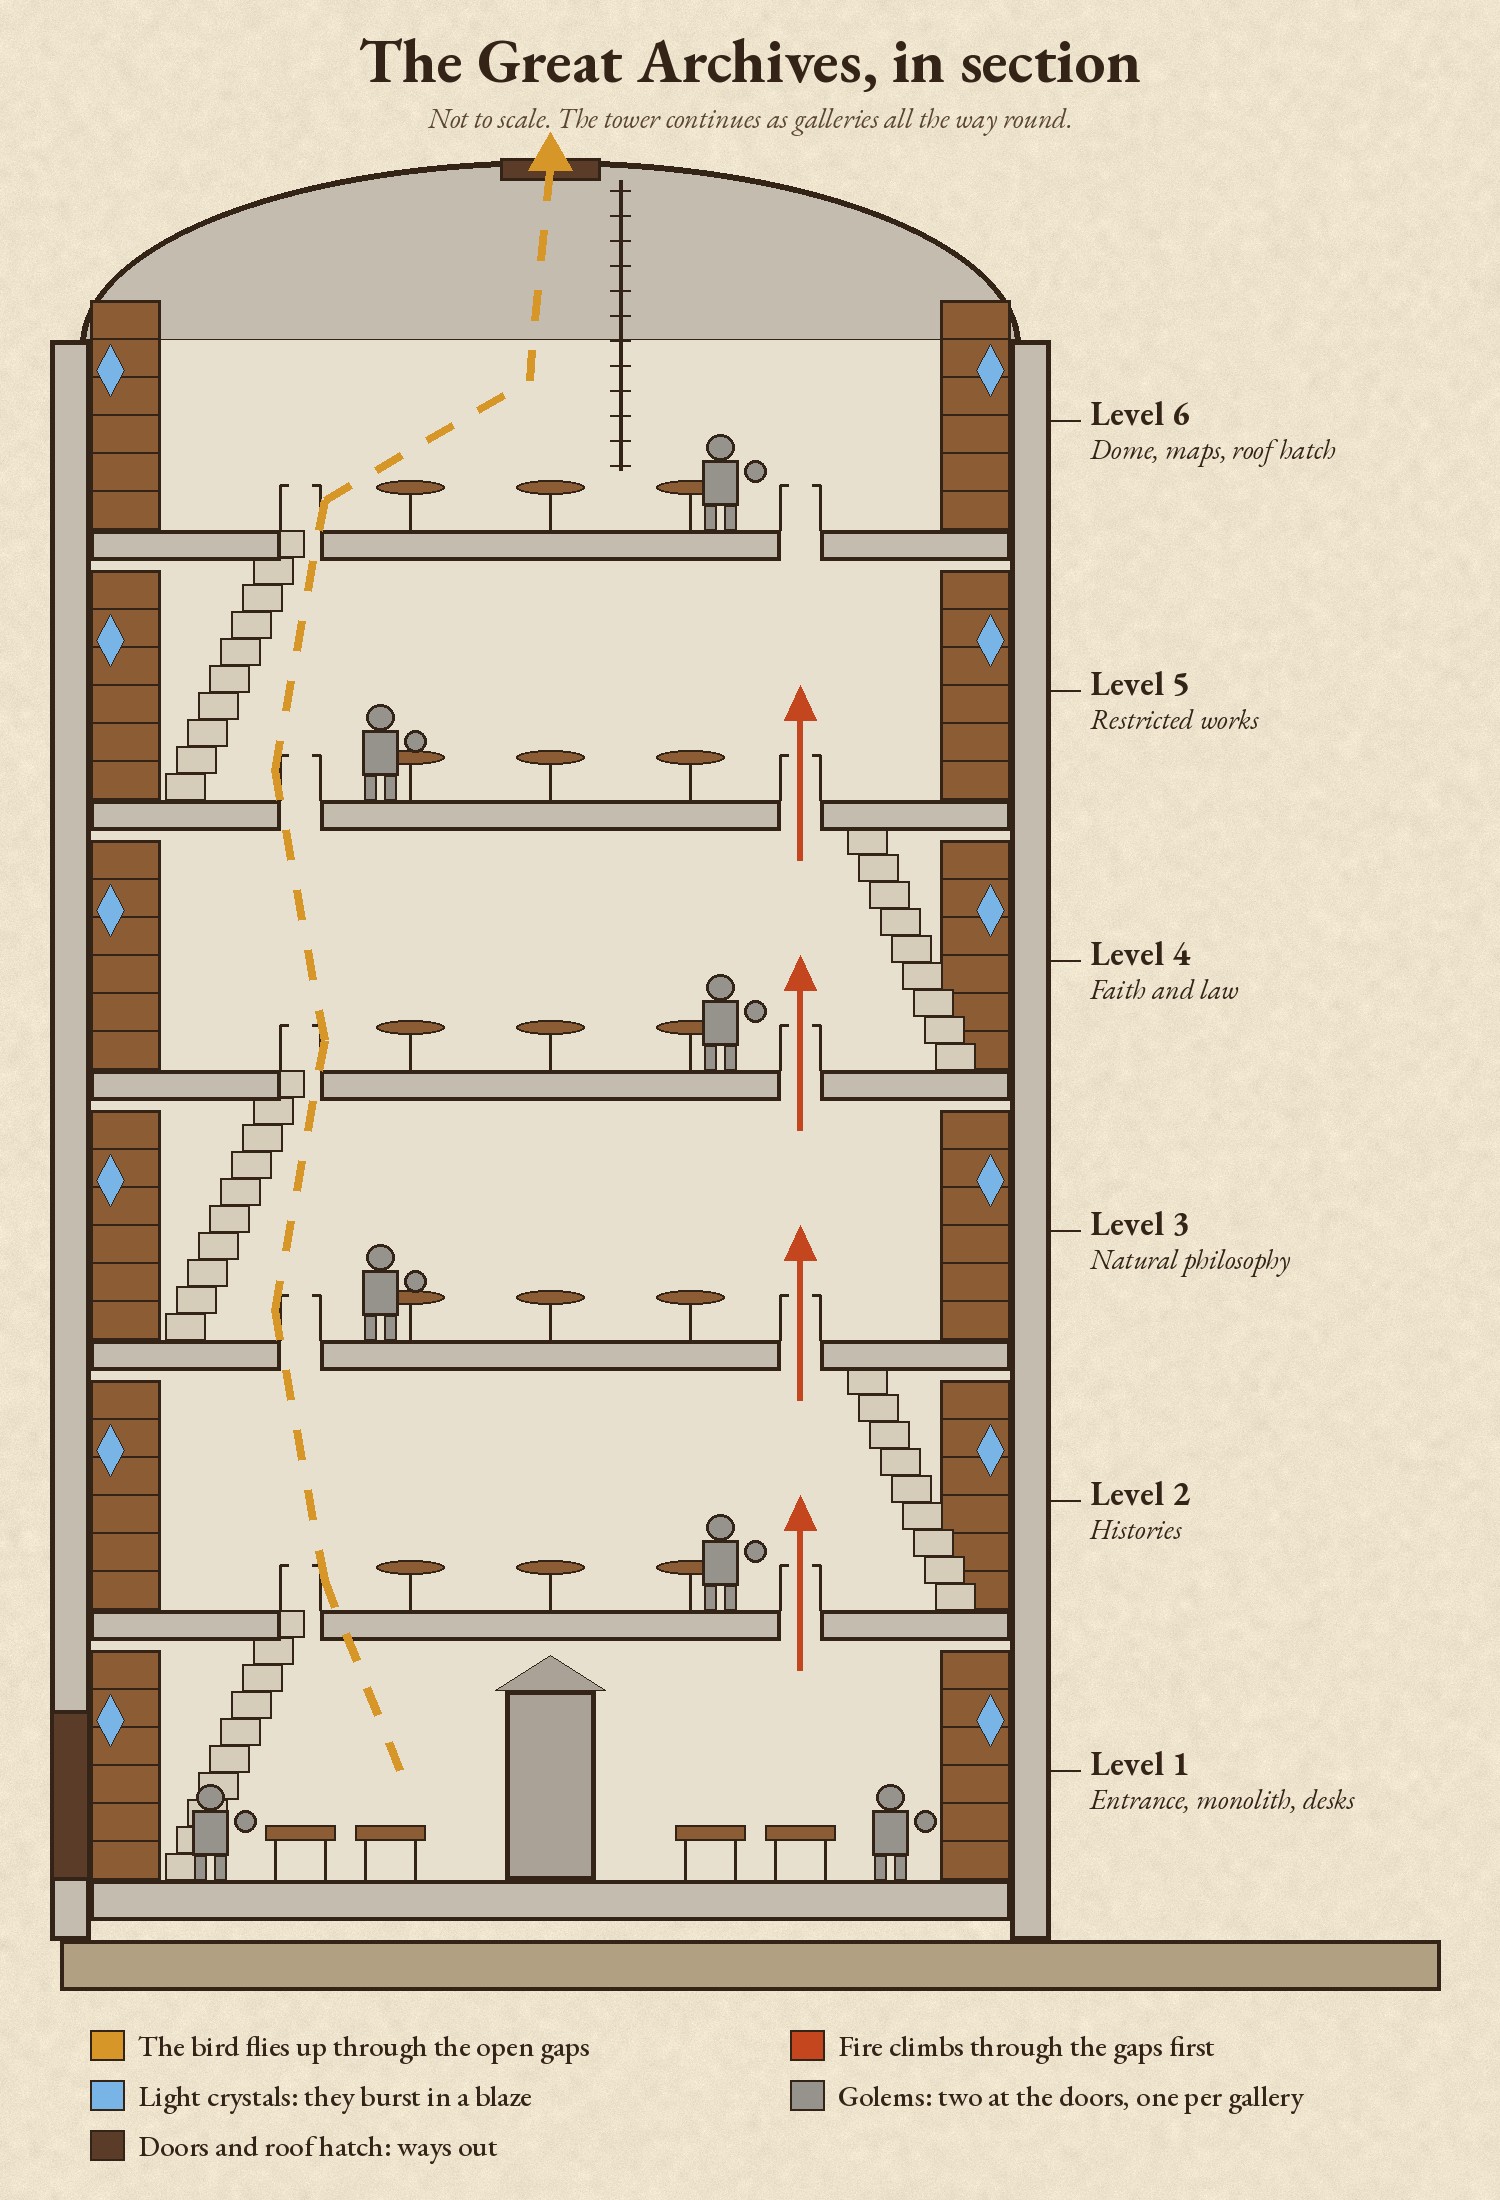 The Great Archives, in section
Not to scale. The tower continues as galleries all the way round.
Level 6
Dome, maps, roof hatch
Level 5
Restricted works
Level 4
Faith and law
Level 3
Natural philosophy
Level 2
Histories
Level 1
Entrance, monolith, desks
The bird flies up through the open gaps
Fire climbs through the gaps first
Light crystals: they burst in a blaze
Golems: two at the doors, one per gallery
Doors and roof hatch: ways out